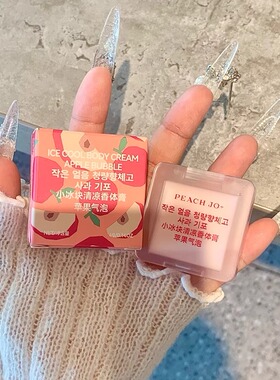 ICE COOL BODY CREAM
APPLE BUBBLE
작은 얼음 청량향체고
사과 기포
小冰块清凉香体膏
苹果气泡
PEACH JO
작은 얼음 청량향체고
사과 기포
小冰块清凉香体膏
苹果气泡